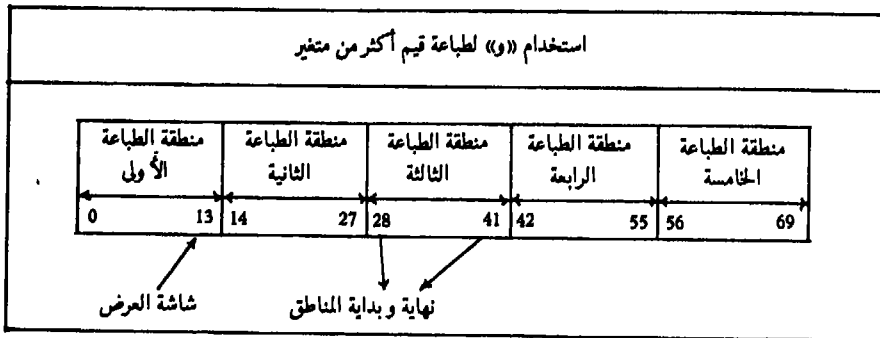 استخدام «و» لطباعة قيم أكثر من متغير
منطقة الطباعة الأولى
منطقة الطباعة الثانية
منطقة الطباعة الثالثة
منطقة الطباعة الرابعة
منطقة الطباعة الخامسة
0 13 14 27 28 41 42 55 56 69
شاشة العرض
نهاية وبداية المناطق